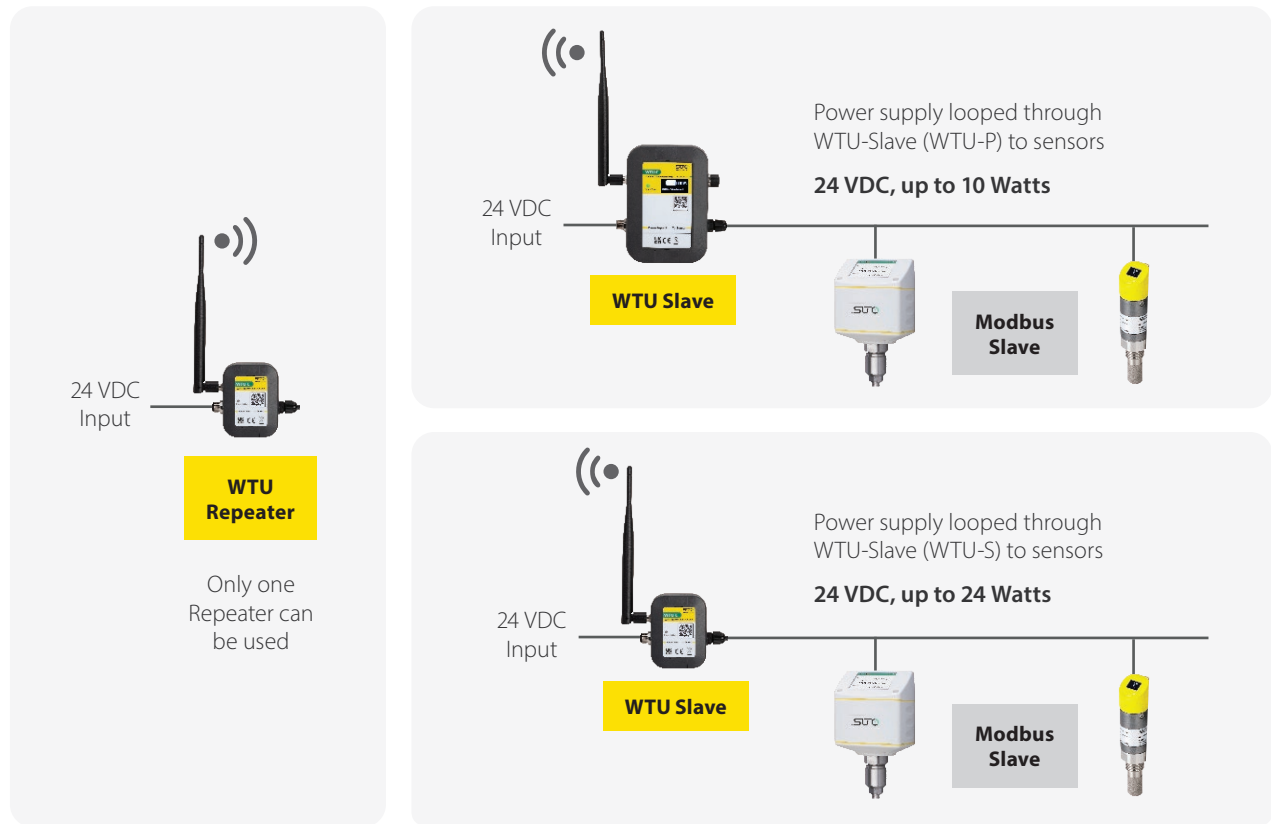 24 VDC
Input
WTU
Repeater
Only one
Repeater can
be used
Power supply looped through
WTU-Slave (WTU-P) to sensors
24 VDC, up to 10 Watts
24 VDC
Input
WTU Slave
SUTO
Modbus
Slave
Power supply looped through
WTU-Slave (WTU-S) to sensors
24 VDC, up to 24 Watts
24 VDC
Input
WTU Slave
SUTO
Modbus
Slave